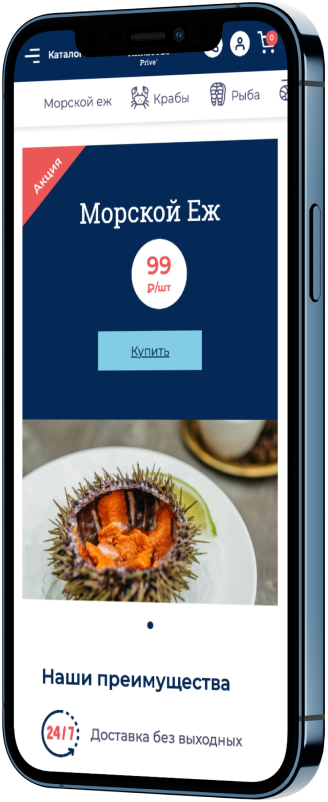 Каталог
Prive'
0
Морской еж
Крабы
Рыба
Акция
Морской Еж
99
₽/шт
Купить
Наши преимущества
24/7
Доставка без выходных